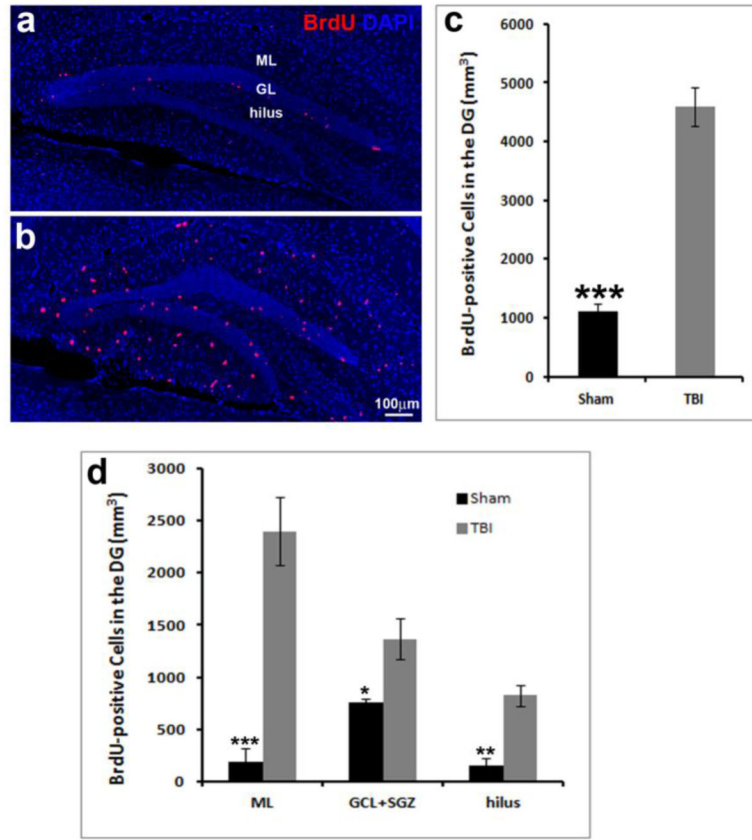 a
BrdU DAPI
ML
GL
hilus
b
100μm
c
BrdU-positive Cells in the DG (mm³)
6000
5000
4000
3000
2000
1000
0
***
Sham TBI
d
BrdU-positive Cells in the DG (mm³)
3000
2500
2000
1500
1000
500
0
Sham
TBI
***
*
**
ML GCL+SGZ hilus